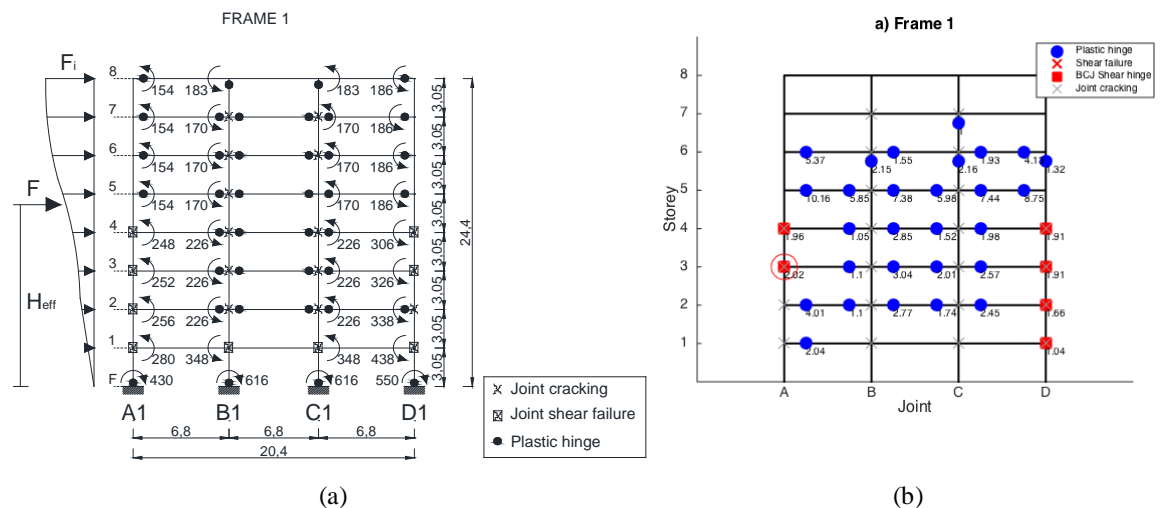 FRAME 1
Fi
8
154 183 183 186
7
154 170 170 186
6
154 170 170 186
F
5
154 170 170 186
4
248 226 226 306
3
252 226 226 326
Heff
2
256 226 226 338
1
280 348 348 438
F
430 616 616 550
3,05
3,05
3,05
3,05
3,05
3,05
3,05
3,05
24,4
A1 B1 C1 D1
6,8 6,8 6,8
20,4
Joint cracking
Joint shear failure
Plastic hinge
(a)
a) Frame 1
Plastic hinge
Shear failure
BCJ Shear hinge
Joint cracking
Storey
8
7
1
6
5.37 2.15 1.55 2.16 1.93 4.13 1.32
5
10.16 5.85 7.38 5.98 7.44 8.75
4
1.96 1.05 2.85 1.52 1.98 1.91
3
2.02 1.1 3.04 2.01 2.57 1.91
2
4.01 1.1 2.77 1.74 2.45 1.66
1
2.04 1.04
A B C D
Joint
(b)